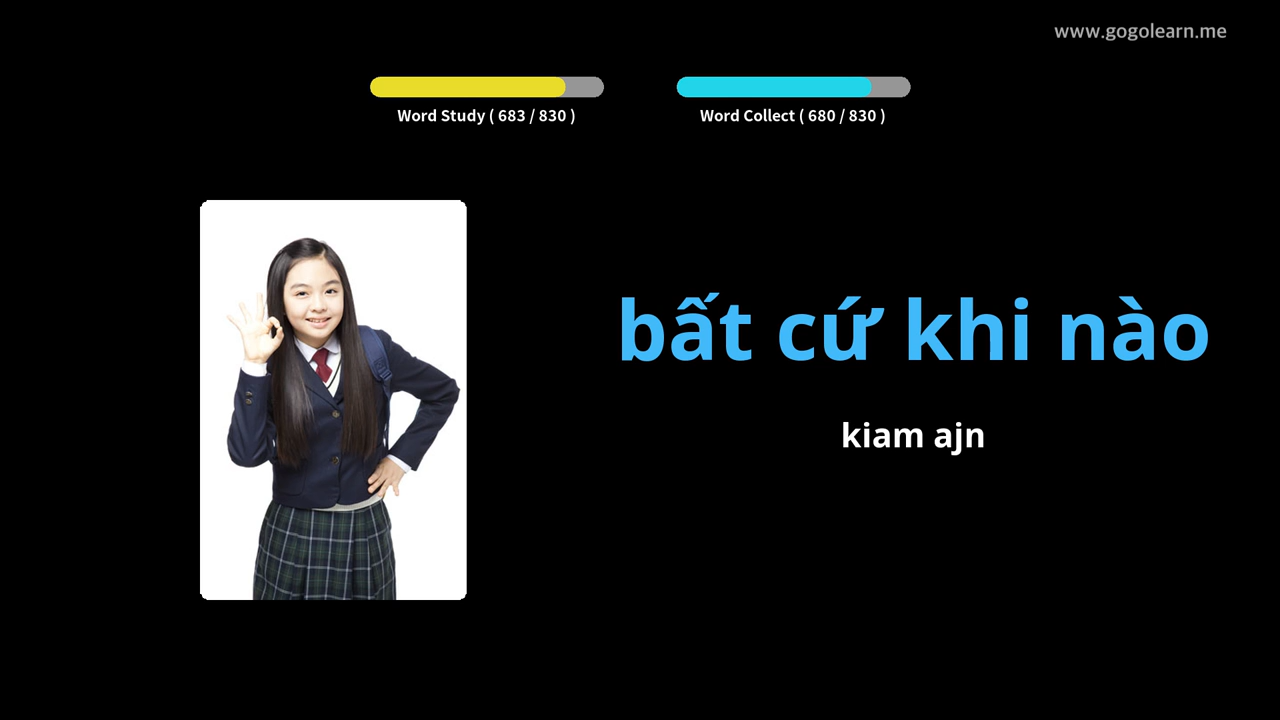 www.gogolearn.me
Word Study ( 683 / 830 )
Word Collect ( 680 / 830 )
bất cứ khi nào
kiam ajn